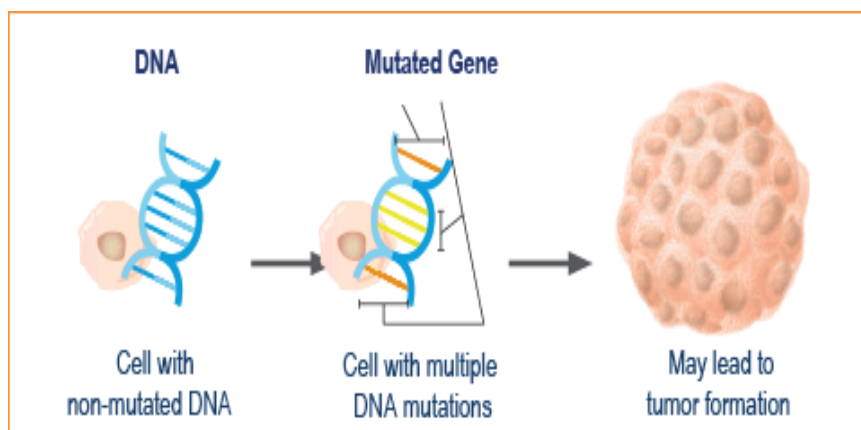 DNA
Mutated Gene
Cell with
non-mutated DNA
Cell with multiple
DNA mutations
May lead to
tumor formation